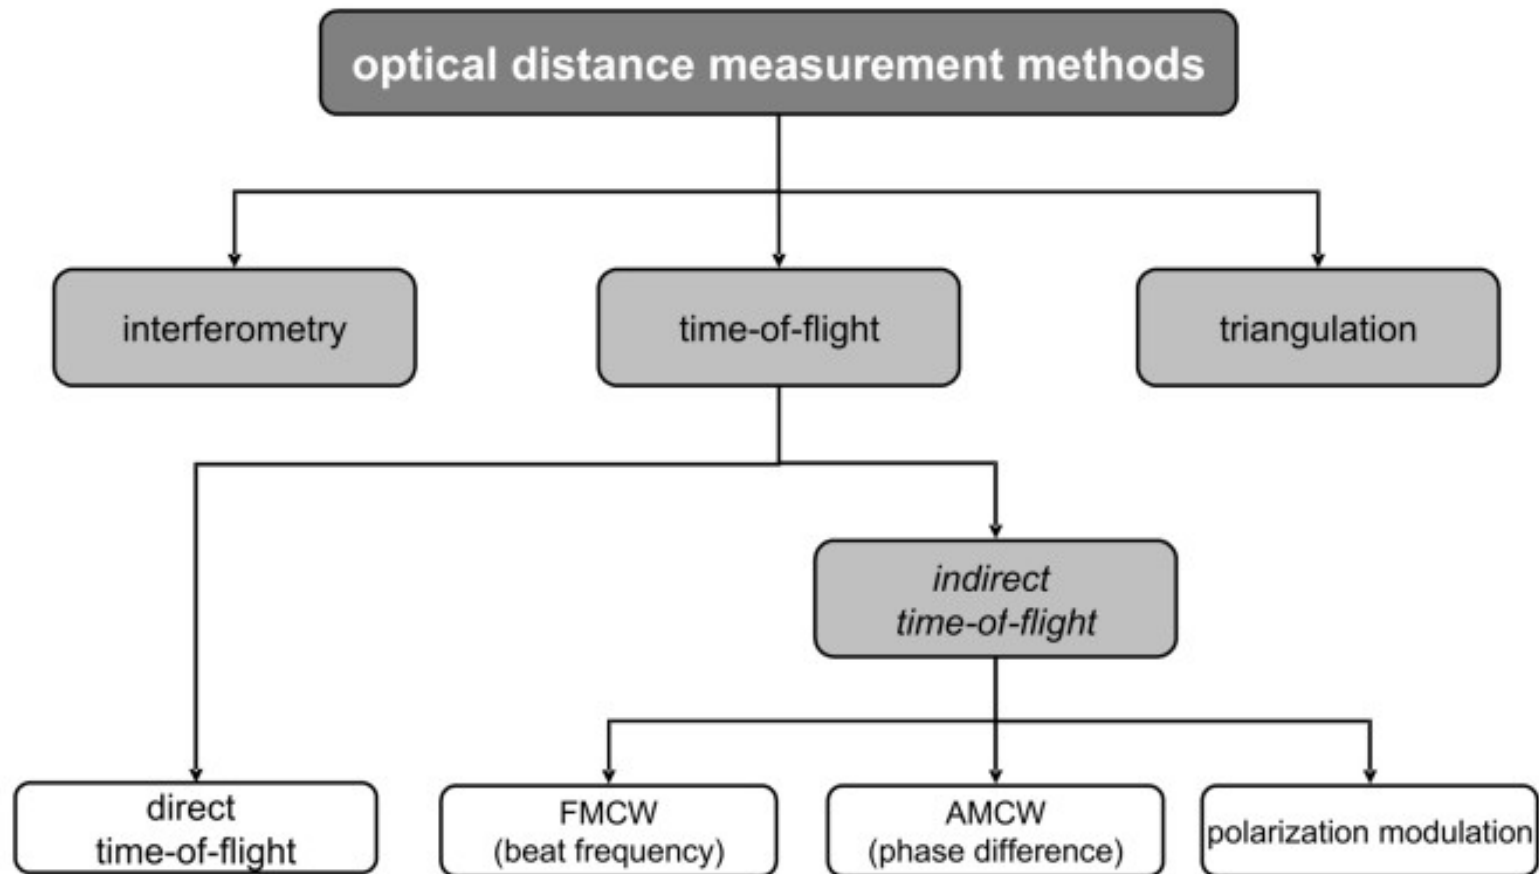 optical distance measurement methods
interferometry
time-of-flight
triangulation
indirect
time-of-flight
direct
time-of-flight
FMCW
(beat frequency)
AMCW
(phase difference)
polarization modulation